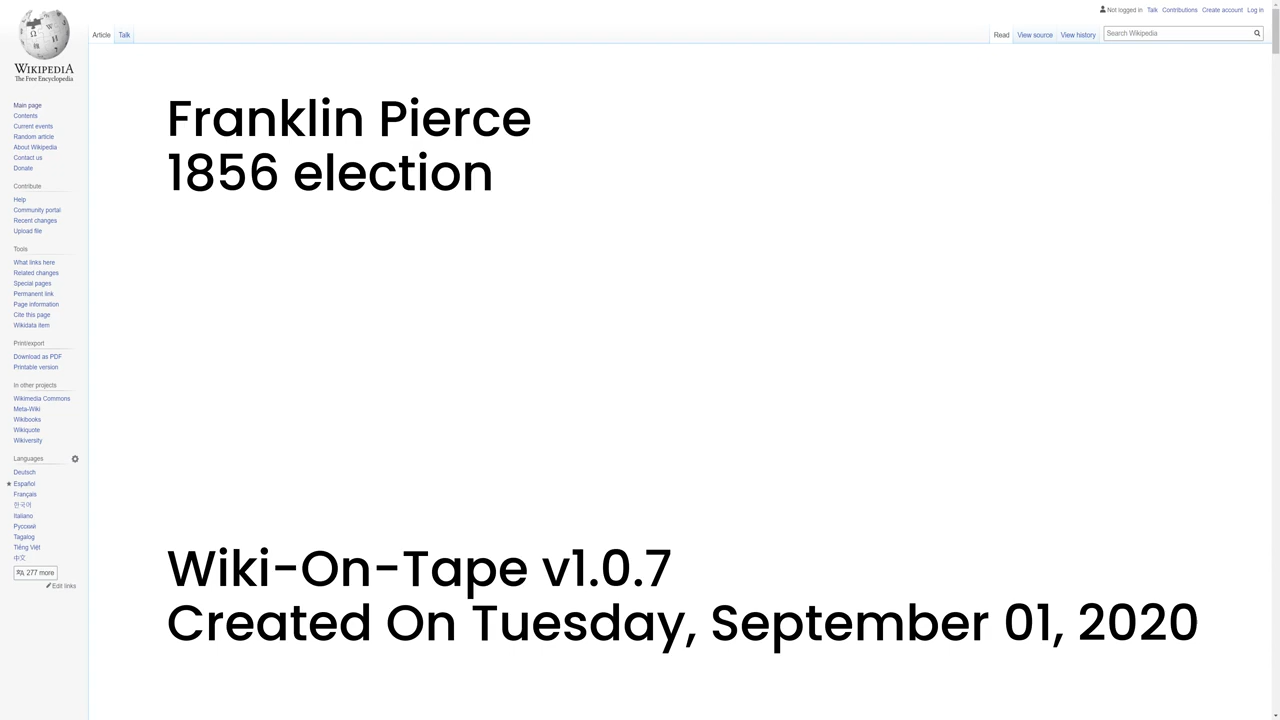 Not logged in Talk Contributions Create account Log in
Article Talk Read View source View history Search Wikipedia
WIKIPEDIA
The Free Encyclopedia
Main page
Contents
Current events
Random article
About Wikipedia
Contact us
Donate
Contribute
Help
Community portal
Recent changes
Upload file
Tools
What links here
Related changes
Special pages
Permanent link
Page information
Cite this page
Wikidata item
Print/export
Download as PDF
Printable version
In other projects
Wikimedia Commons
Meta-Wiki
Wikibooks
Wikiquote
Wikiversity
Languages
Deutsch
Español
Français
한국어
Italiano
Русский
Tagalog
Tiếng Việt
中文
277 more
Edit links
Franklin Pierce
1856 election
Wiki-On-Tape v1.0.7
Created On Tuesday, September 01, 2020